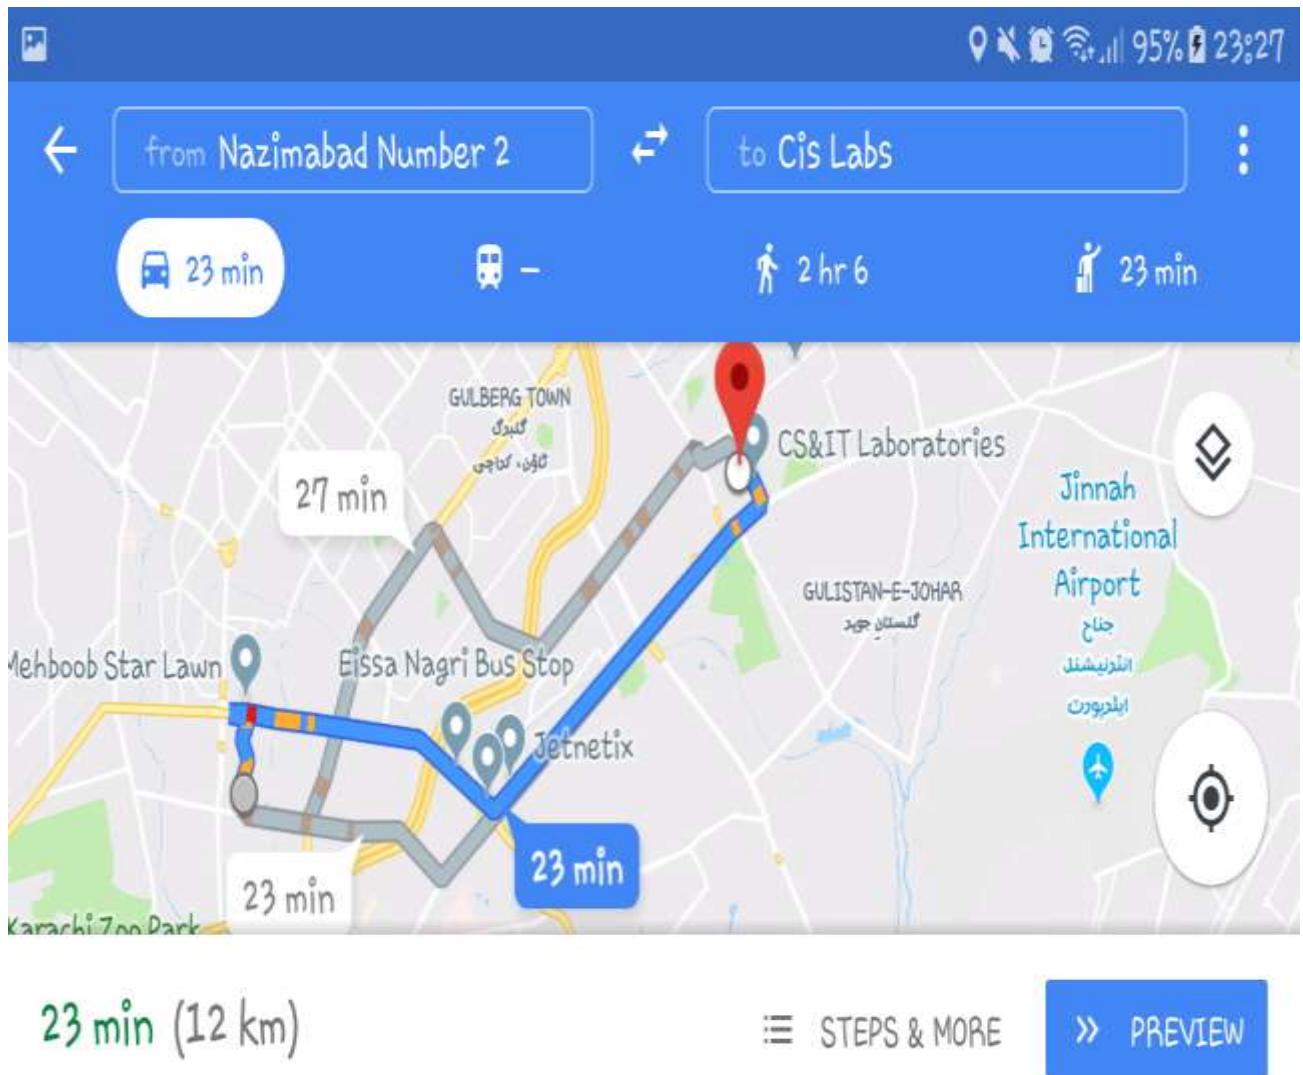 95% 23:27
from Nazimabad Number 2
to Cis Labs
23 min
–
2 hr 6
23 min
GULBERG TOWN
گلبرگ
ٹاؤن، کراچی
CS&IT Laboratories
27 min
Jinnah
International
Airport
جناح
انٹرنیشنل
ایئرپورٹ
GULISTAN-E-JOHAR
گلستان جوہر
Mehboob Star Lawn
Eissa Nagri Bus Stop
Jetnetix
23 min
23 min
Karachi Zoo Park
23 min (12 km)
STEPS & MORE
PREVIEW